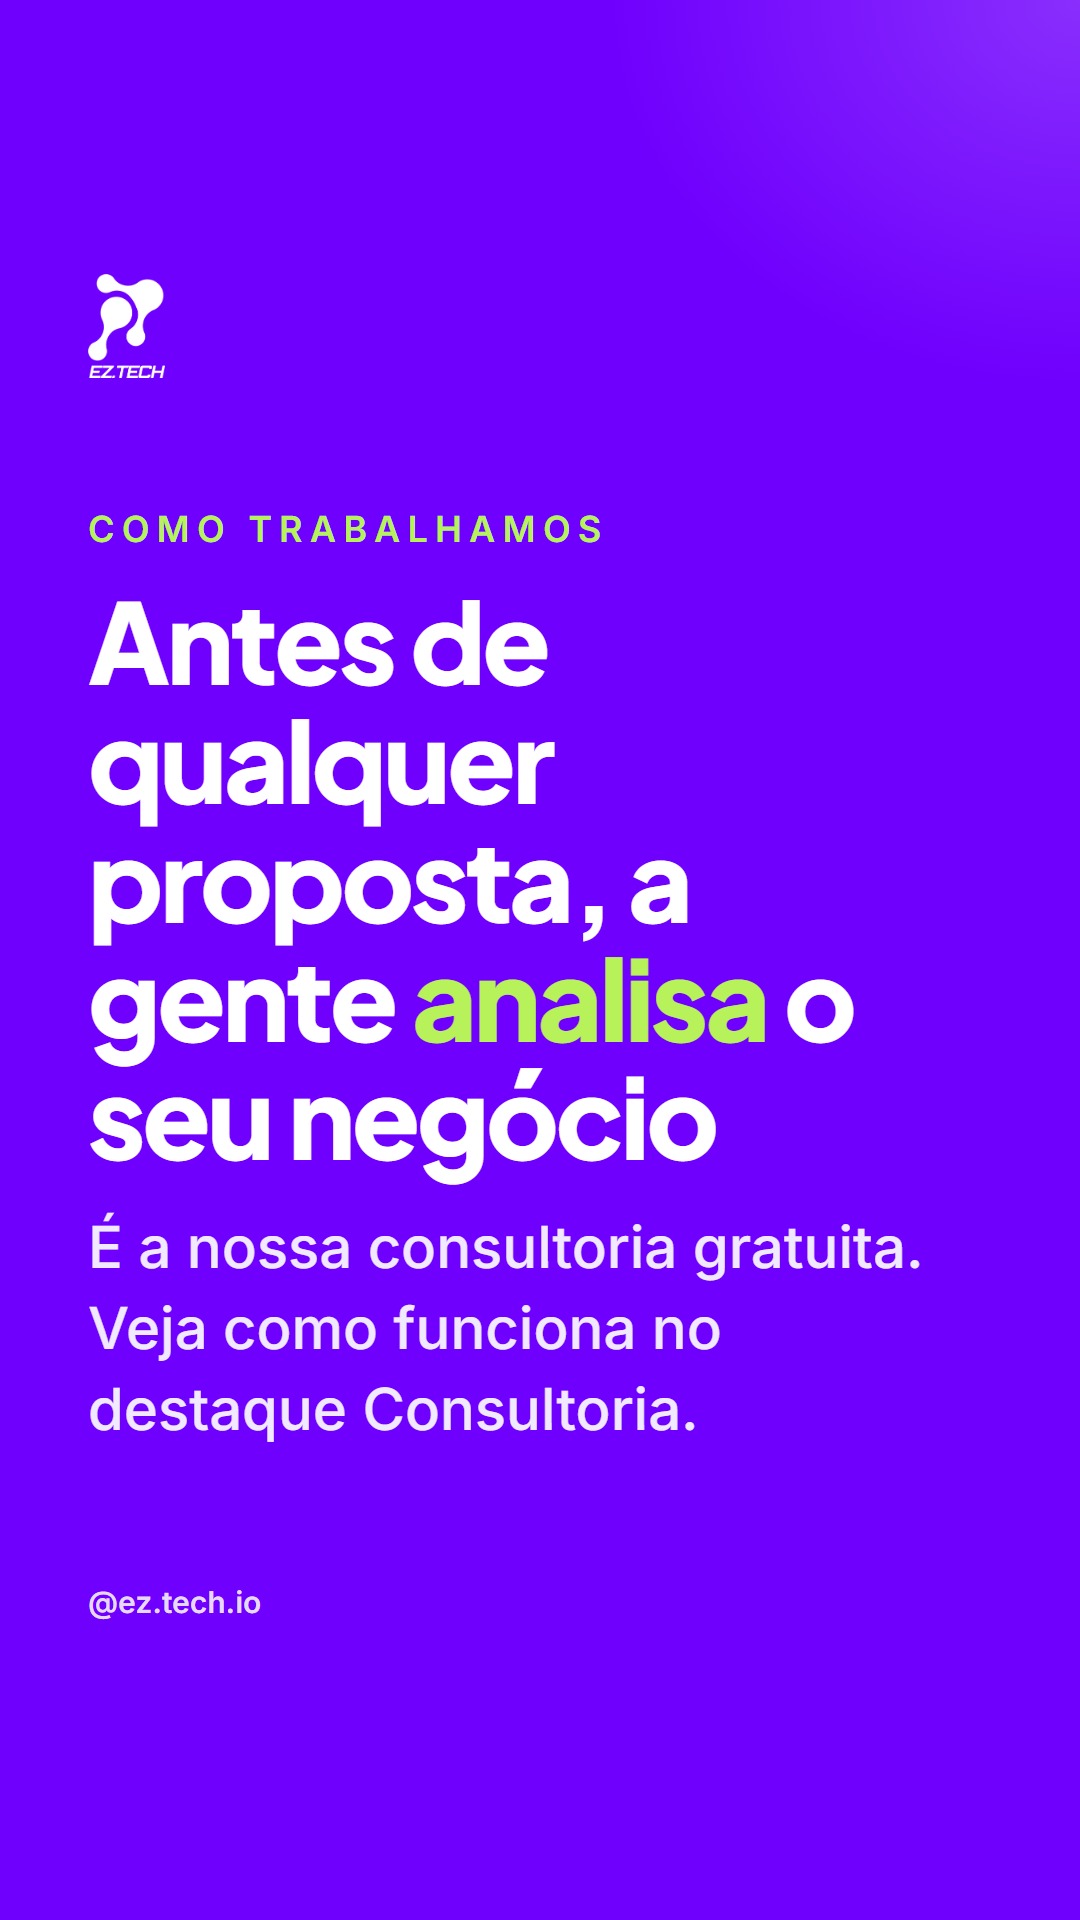 EZ.TECH
COMO TRABALHAMOS
Antes de
qualquer
proposta, a
gente analisa o
seu negócio
É a nossa consultoria gratuita.
Veja como funciona no
destaque Consultoria.
@ez.tech.io